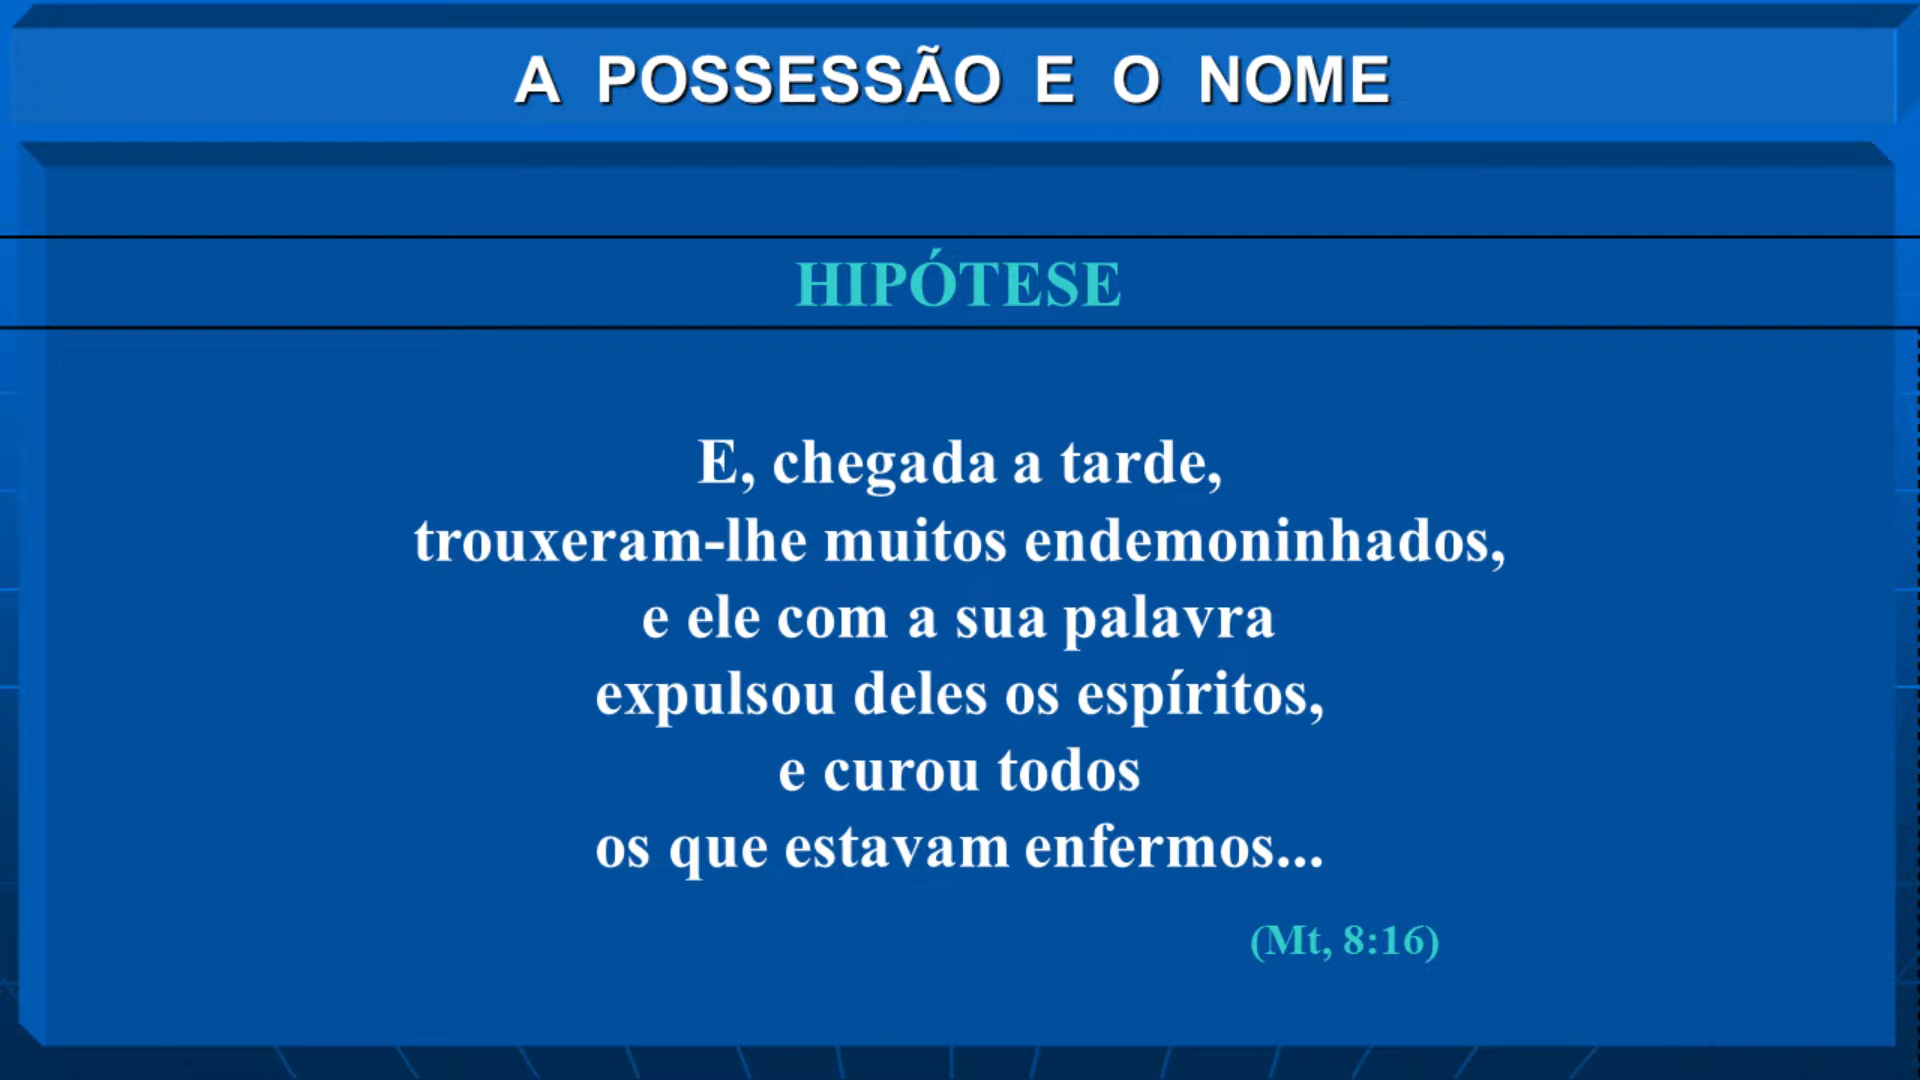 A POSSESSÃO E O NOME
HIPÓTESE
E, chegada a tarde,
trouxeram-lhe muitos endemoninhados,
e ele com a sua palavra
expulsou deles os espíritos,
e curou todos
os que estavam enfermos...
(Mt, 8:16)